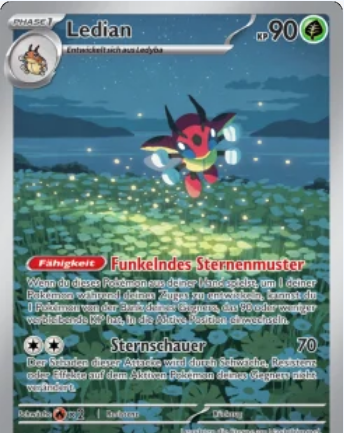 PHASE 1
Ledian
KP 90
Entwickelt sich aus Ladyba
Fähigkeit Funkelndes Sternenmuster
Wenn du dieses Pokémon aus deiner Hand spielst, um 1 deiner
Pokémon während deines Zuges zu entwickeln, kannst du
1 Pokémon von der Bank deines Gegners, das 90 oder weniger
verbleibende KP hat, in die Aktive Position einwechseln.
Sternschauer 70
Der Schaden dieser Attacke wird durch Schwäche, Resistenz
oder Effekte auf dem Aktiven Pokémon deines Gegners nicht
verändert.
Schwäche ×2 Resistenz Rückzug